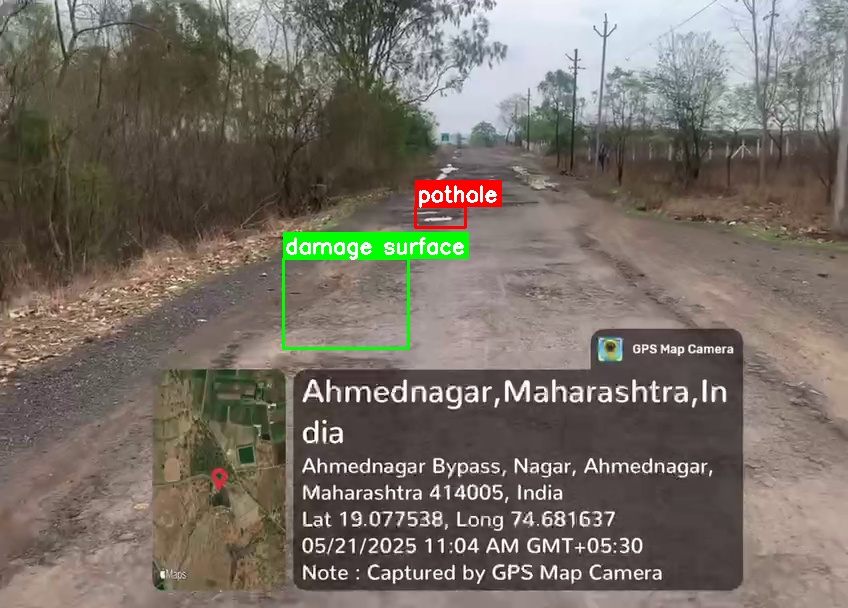 pothole
damage surface
GPS Map Camera
Ahmednagar,Maharashtra,In
dia
Ahmednagar Bypass, Nagar, Ahmednagar,
Maharashtra 414005, India
Lat 19.077538, Long 74.681637
05/21/2025 11:04 AM GMT+05:30
Note : Captured by GPS Map Camera
Maps